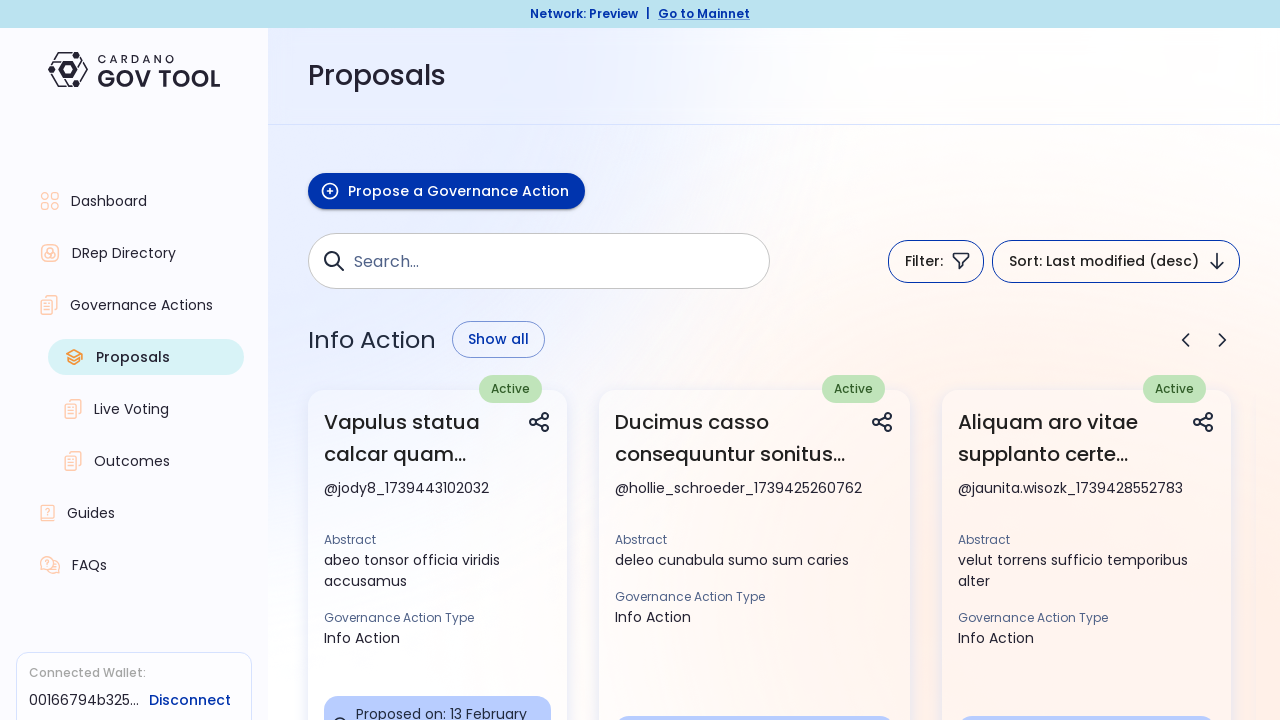 Network: Preview | Go to Mainnet
CARDANO
GOV TOOL
Dashboard
DRep Directory
Governance Actions
Proposals
Live Voting
Outcomes
Guides
FAQs
Connected Wallet:
00166794b325... Disconnect
Proposals
Propose a Governance Action
Search...
Filter:
Sort: Last modified (desc)
Info Action
Show all
Active
Vapulus statua
calcar quam...
@jody8_1739443102032
Abstract
abeo tonsor officia viridis
accusamus
Governance Action Type
Info Action
Proposed on: 13 February
Active
Ducimus casso
consequuntur sonitus...
@hollie_schroeder_1739425260762
Abstract
deleo cunabula sumo sum caries
Governance Action Type
Info Action
Active
Aliquam aro vitae
supplanto certe...
@jaunita.wisozk_1739428552783
Abstract
velut torrens sufficio temporibus
alter
Governance Action Type
Info Action